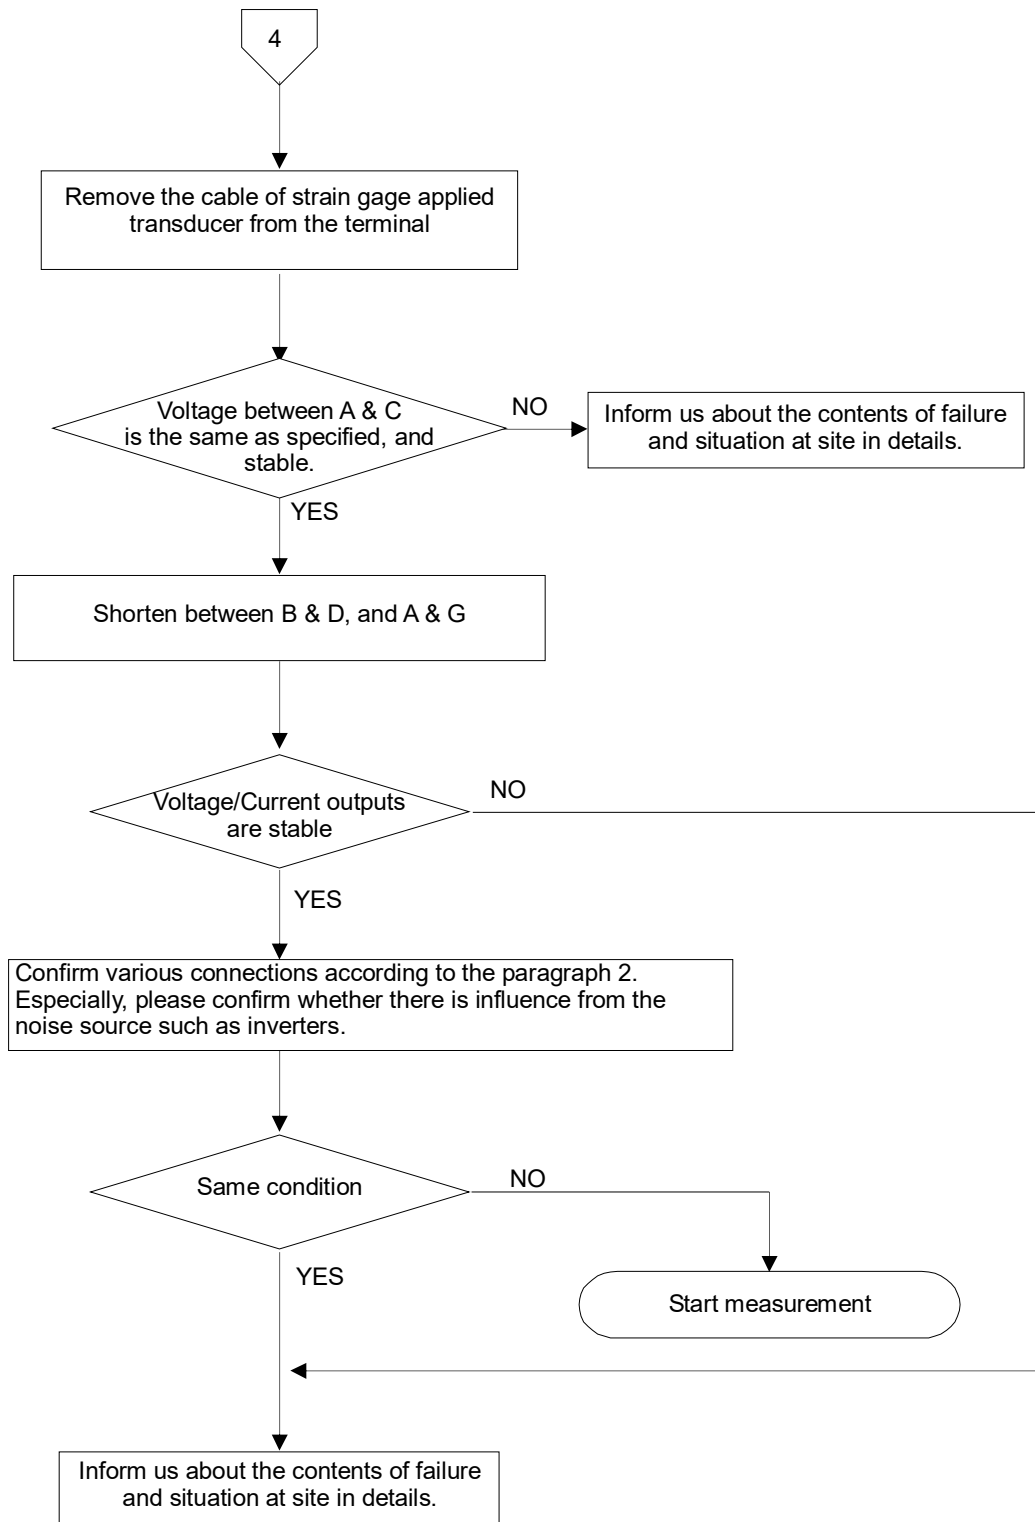 4
Remove the cable of strain gage applied
transducer from the terminal
Voltage between A & C
is the same as specified, and
stable.
NO
Inform us about the contents of failure
and situation at site in details.
YES
Shorten between B & D, and A & G
Voltage/Current outputs
are stable
NO
YES
Confirm various connections according to the paragraph 2.
Especially, please confirm whether there is influence from the
noise source such as inverters.
Same condition
NO
YES
Start measurement
Inform us about the contents of failure
and situation at site in details.